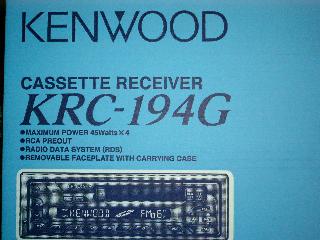 KENWOOD
CASSETTE RECEIVER
KRC-194G
●MAXIMUM POWER 45Watts×4
●RCA PREOUT
●RADIO DATA SYSTEM (RDS)
●REMOVABLE FACEPLATE WITH CARRYING CASE
KENWOOD